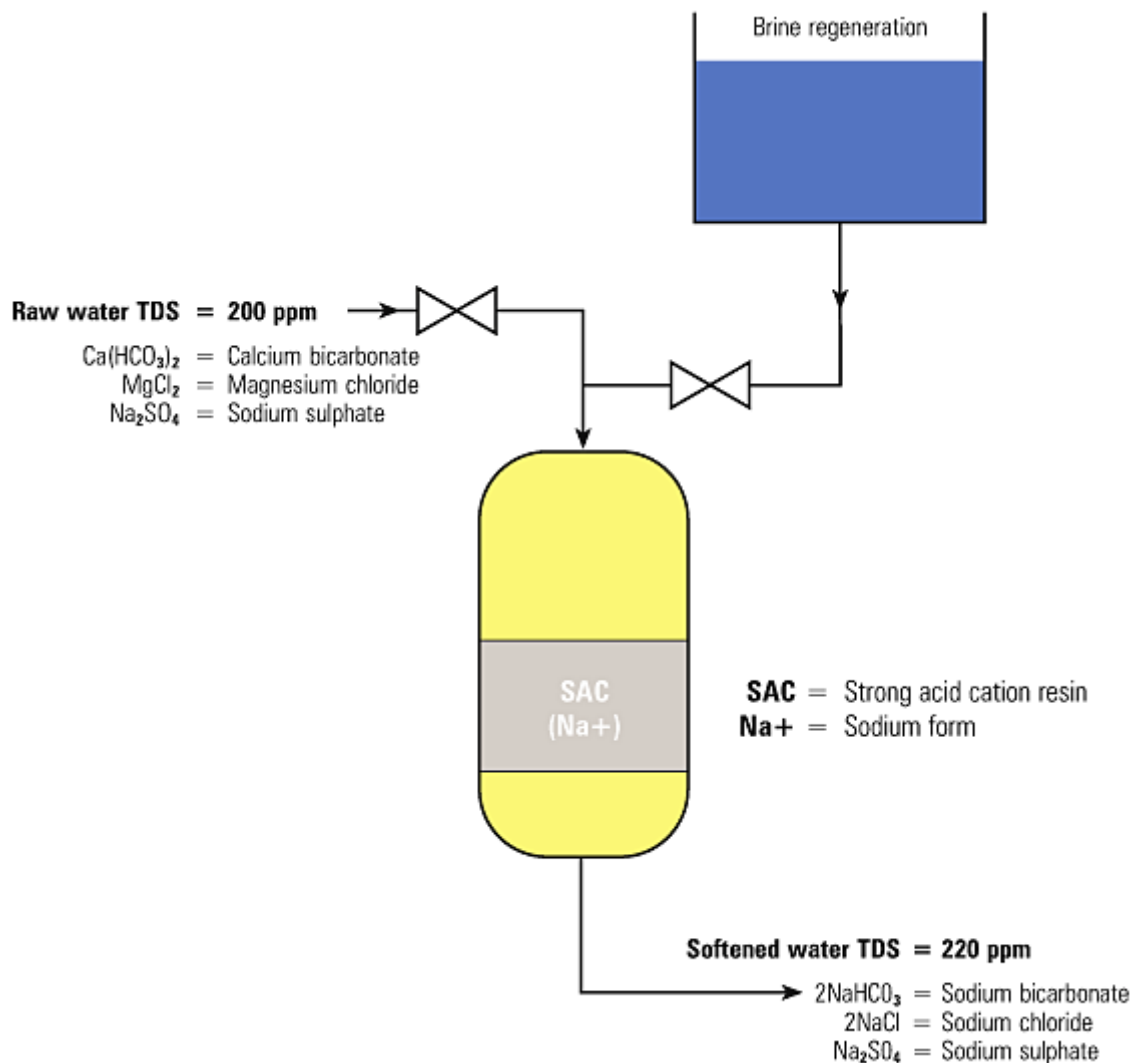 Brine regeneration
Raw water TDS = 200 ppm
Ca(HCO₃)₂ = Calcium bicarbonate
MgCl₂ = Magnesium chloride
Na₂SO₄ = Sodium sulphate
SAC
(Na+)
SAC = Strong acid cation resin
Na+ = Sodium form
Softened water TDS = 220 ppm
2NaHCO₃ = Sodium bicarbonate
2NaCl = Sodium chloride
Na₂SO₄ = Sodium sulphate